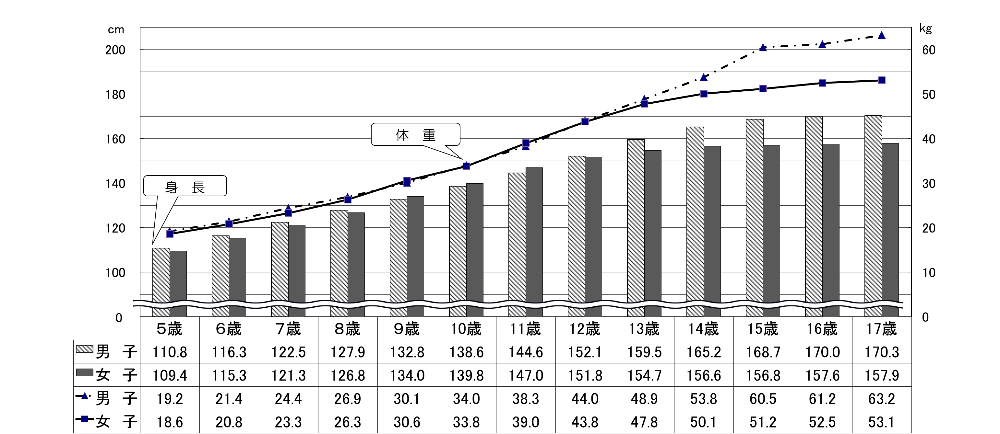 cm
kg
200
60
180
50
体　重
160
40
身　長
140
30
120
20
100
10
0
0
５歳 ６歳 ７歳 ８歳 ９歳 10歳 11歳 12歳 13歳 14歳 15歳 16歳 17歳
男　子 110.8 116.3 122.5 127.9 132.8 138.6 144.6 152.1 159.5 165.2 168.7 170.0 170.3
女　子 109.4 115.3 121.3 126.8 134.0 139.8 147.0 151.8 154.7 156.6 156.8 157.6 157.9
男　子 19.2 21.4 24.4 26.9 30.1 34.0 38.3 44.0 48.9 53.8 60.5 61.2 63.2
女　子 18.6 20.8 23.3 26.3 30.6 33.8 39.0 43.8 47.8 50.1 51.2 52.5 53.1